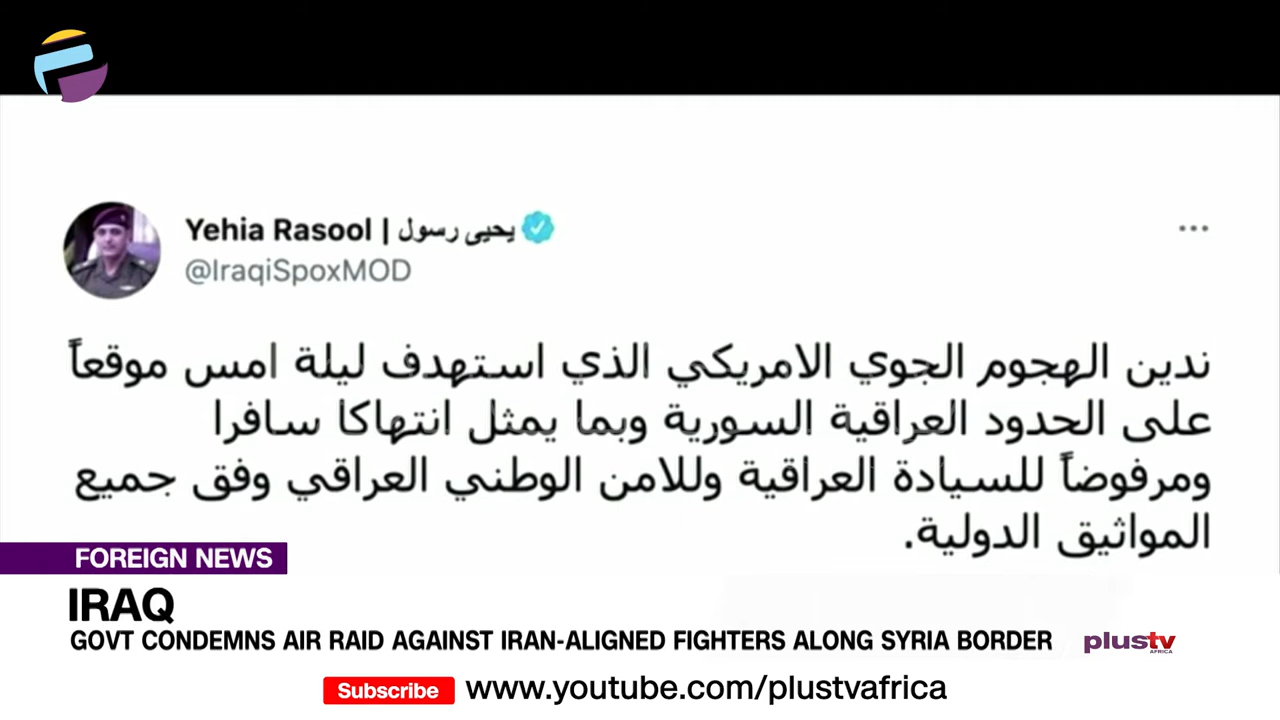 Yehia Rasool | يحيى رسول
@IraqiSpoxMOD
ندين الهجوم الجوي الامريكي الذي استهدف ليلة امس موقعاً
على الحدود العراقية السورية وبما يمثل انتهاكا سافرا
ومرفوضاً للسيادة العراقية وللامن الوطني العراقي وفق جميع
المواثيق الدولية.
FOREIGN NEWS
IRAQ
GOVT CONDEMNS AIR RAID AGAINST IRAN-ALIGNED FIGHTERS ALONG SYRIA BORDER
plustv
AFRICA
Subscribe www.youtube.com/plustvafrica